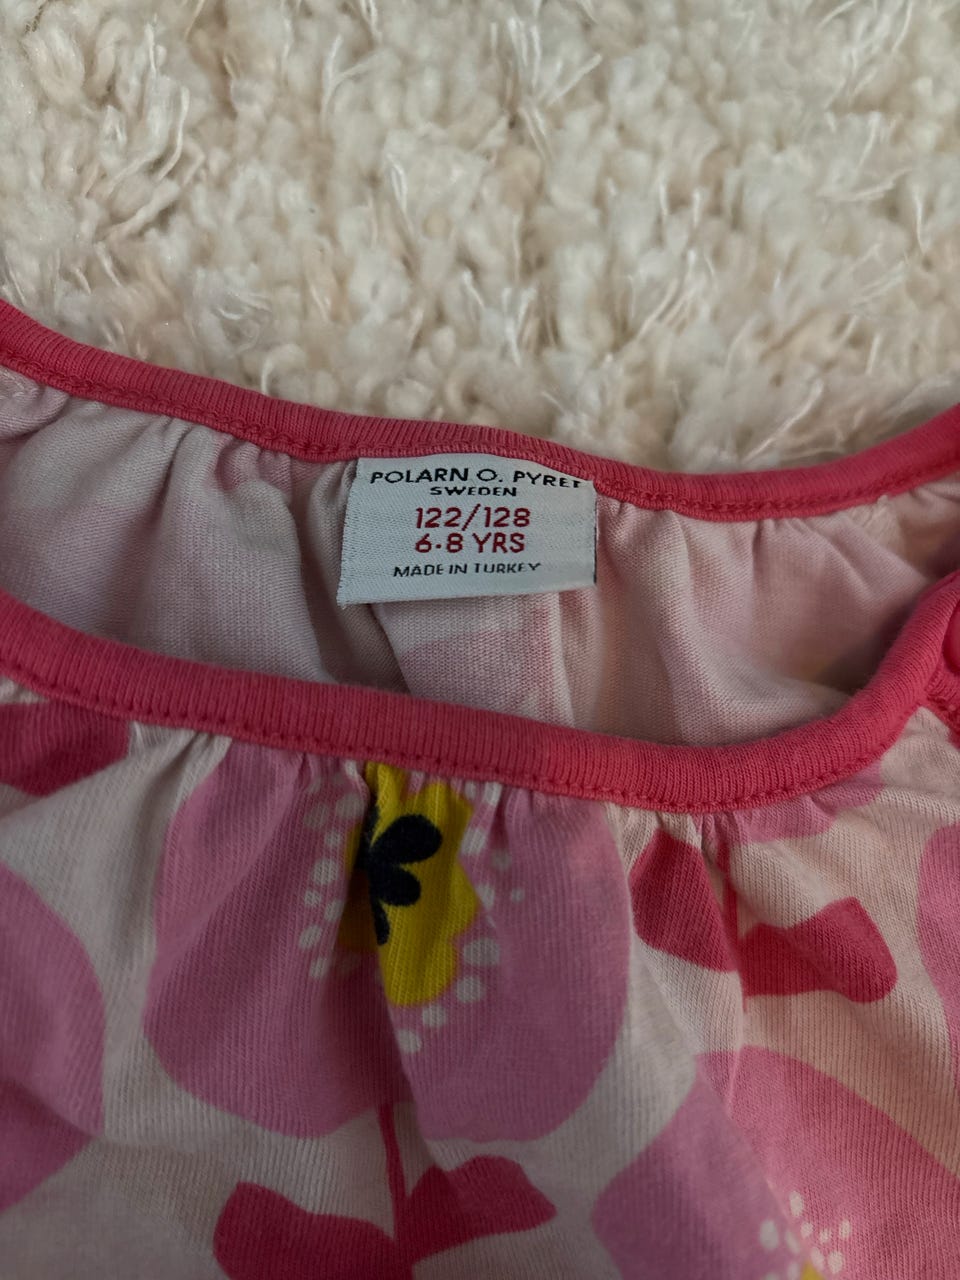 POLARN O. PYRET
SWEDEN
122/128
6-8 YRS
MADE IN TURKEY